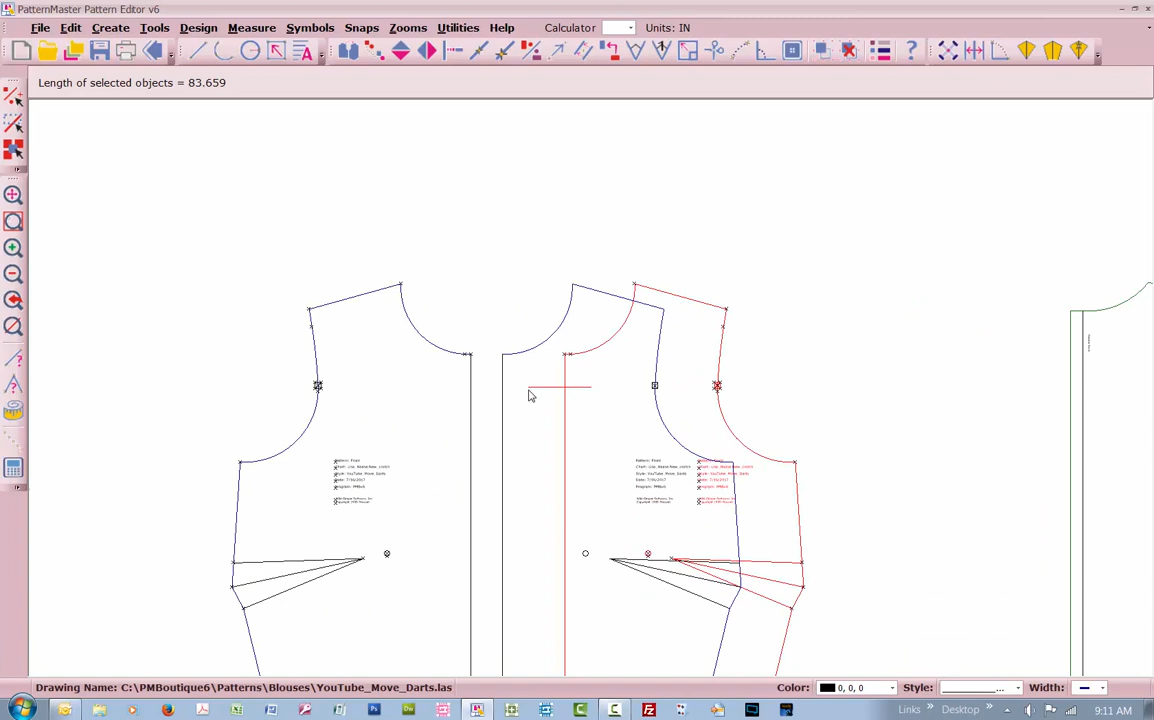 PatternMaster Pattern Editor v6
File Edit Create Tools Design Measure Symbols Snaps Zooms Utilities Help Calculator Units: IN
Length of selected objects = 83.659
Drawing Name: C:\PMBoutique6\Patterns\Blouses\YouTube_Move_Darts.las
Color: 0, 0, 0 Style: Width:
Links » Desktop » 9:11 AM